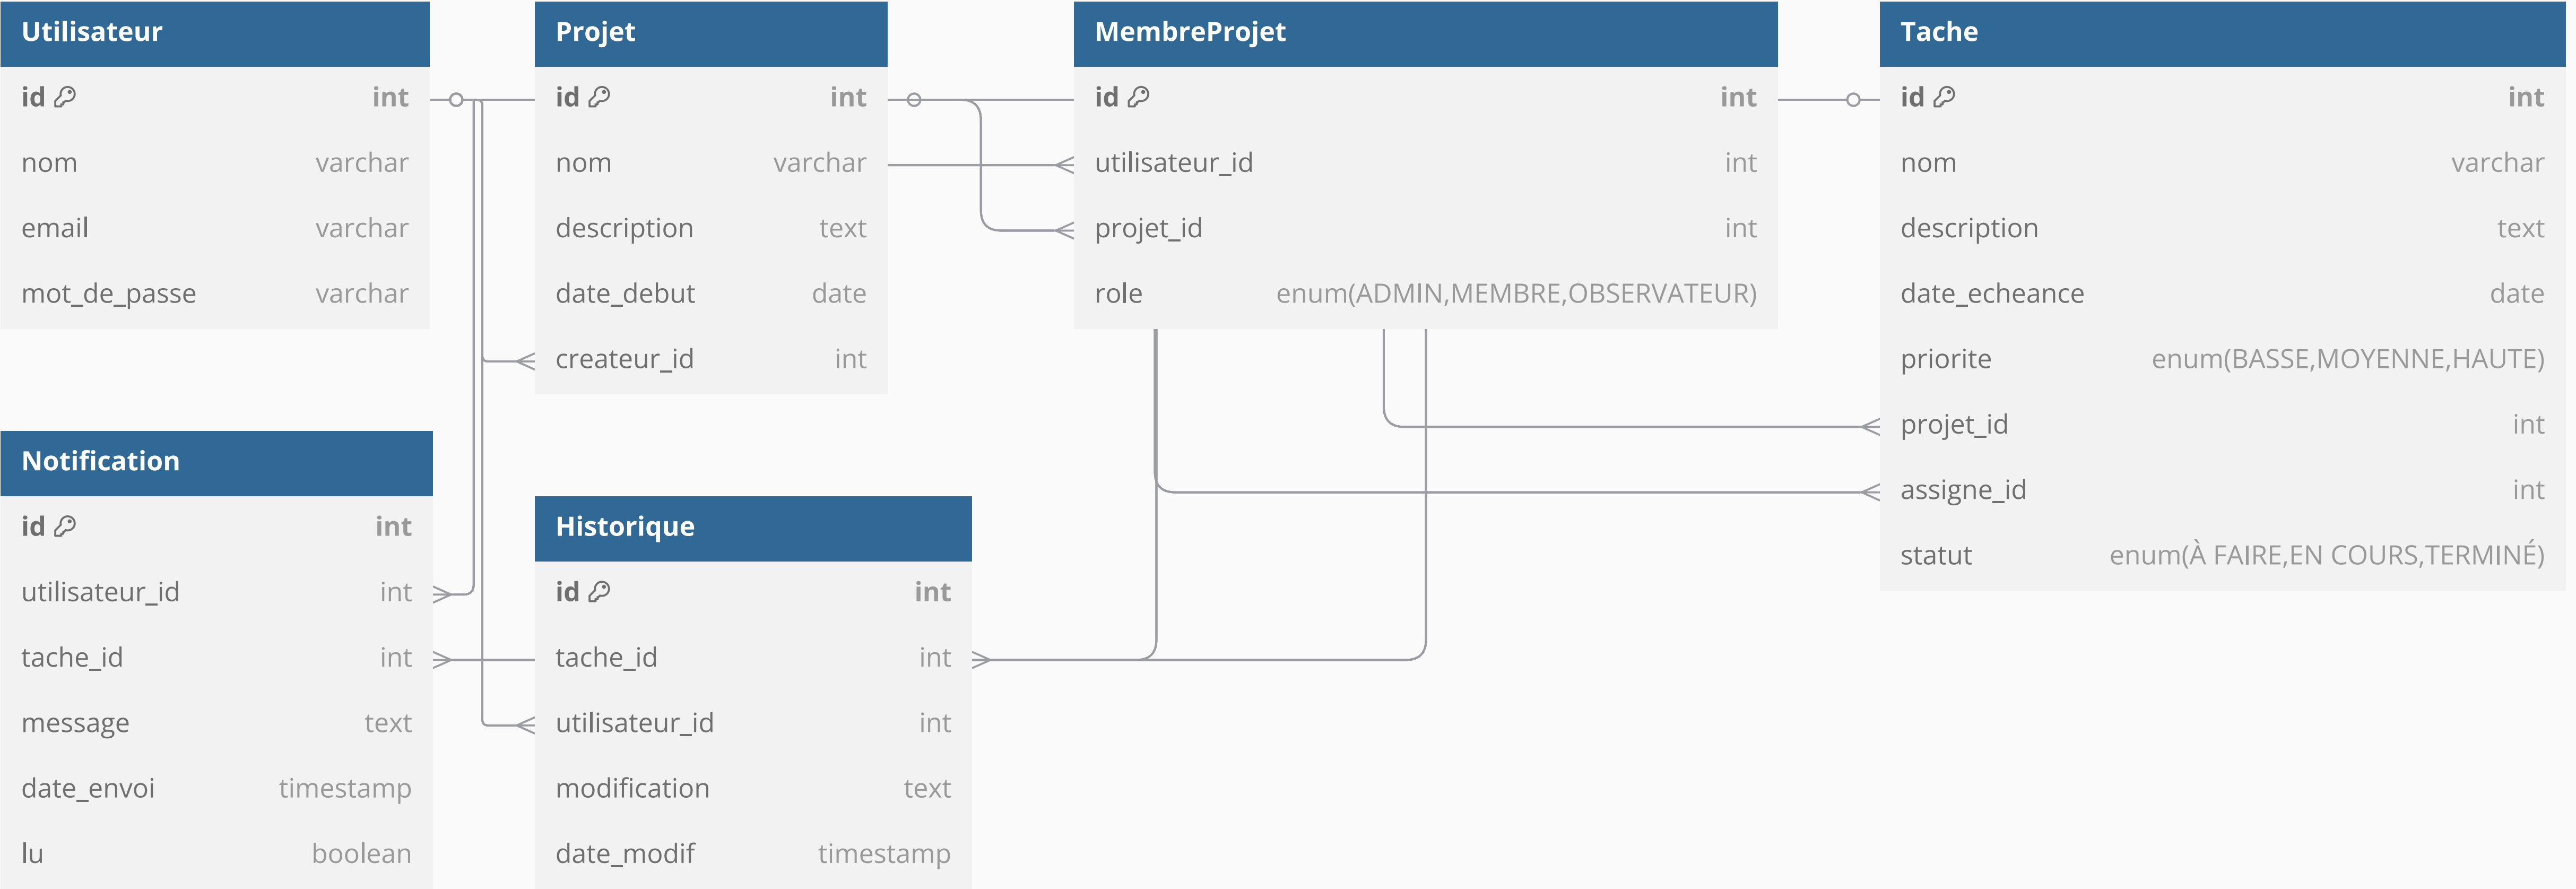 Utilisateur
id int
nom varchar
email varchar
mot_de_passe varchar
Projet
id int
nom varchar
description text
date_debut date
createur_id int
MembreProjet
id int
utilisateur_id int
projet_id int
role enum(ADMIN,MEMBRE,OBSERVATEUR)
Tache
id int
nom varchar
description text
date_echeance date
priorite enum(BASSE,MOYENNE,HAUTE)
projet_id int
assigne_id int
statut enum(À FAIRE,EN COURS,TERMINÉ)
Notification
id int
utilisateur_id int
tache_id int
message text
date_envoi timestamp
lu boolean
Historique
id int
tache_id int
utilisateur_id int
modification text
date_modif timestamp